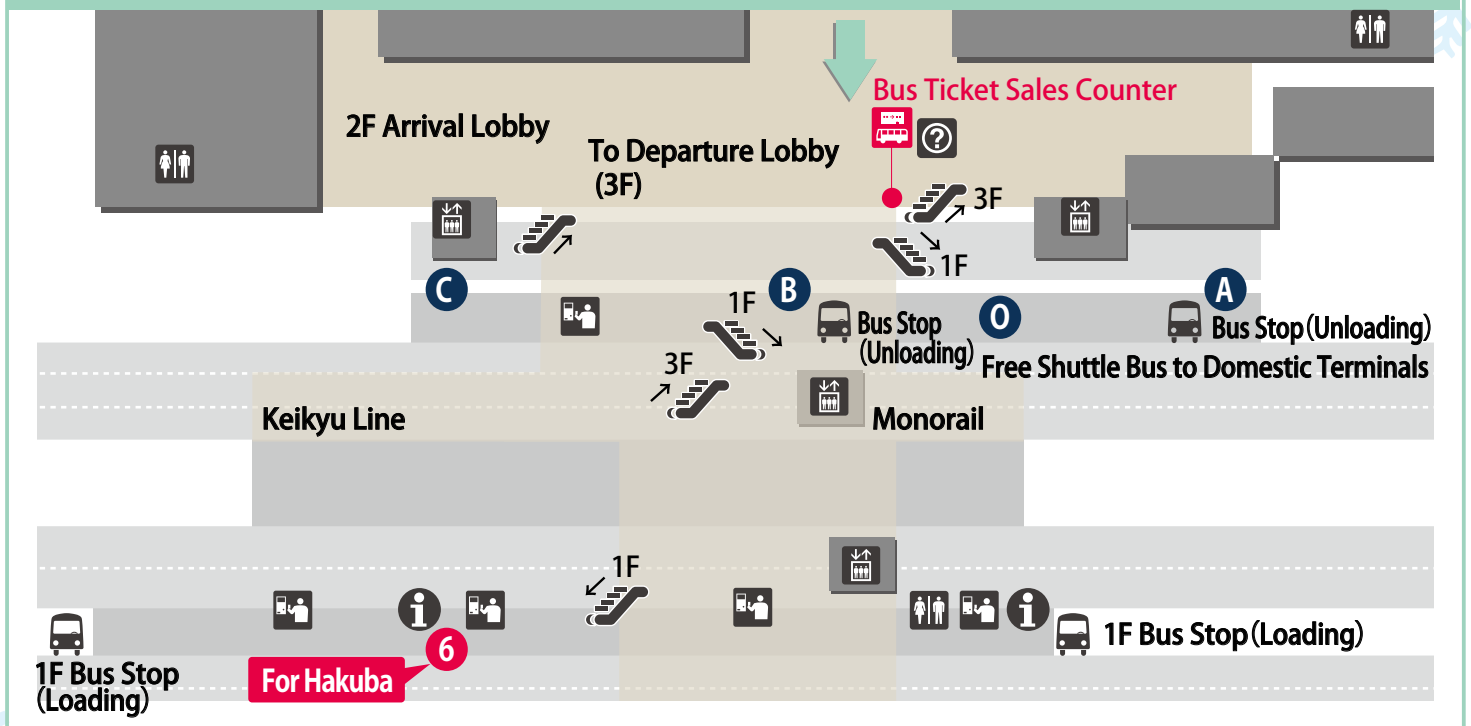 Bus Ticket Sales Counter
2F Arrival Lobby
To Departure Lobby
(3F)
?
3F
1F
C
B
A
1F
O
Bus Stop
(Unloading)
Bus Stop (Unloading)
Free Shuttle Bus to Domestic Terminals
3F
Keikyu Line
Monorail
1F
i
i
6
1F Bus Stop (Loading)
1F Bus Stop
(Loading)
For Hakuba